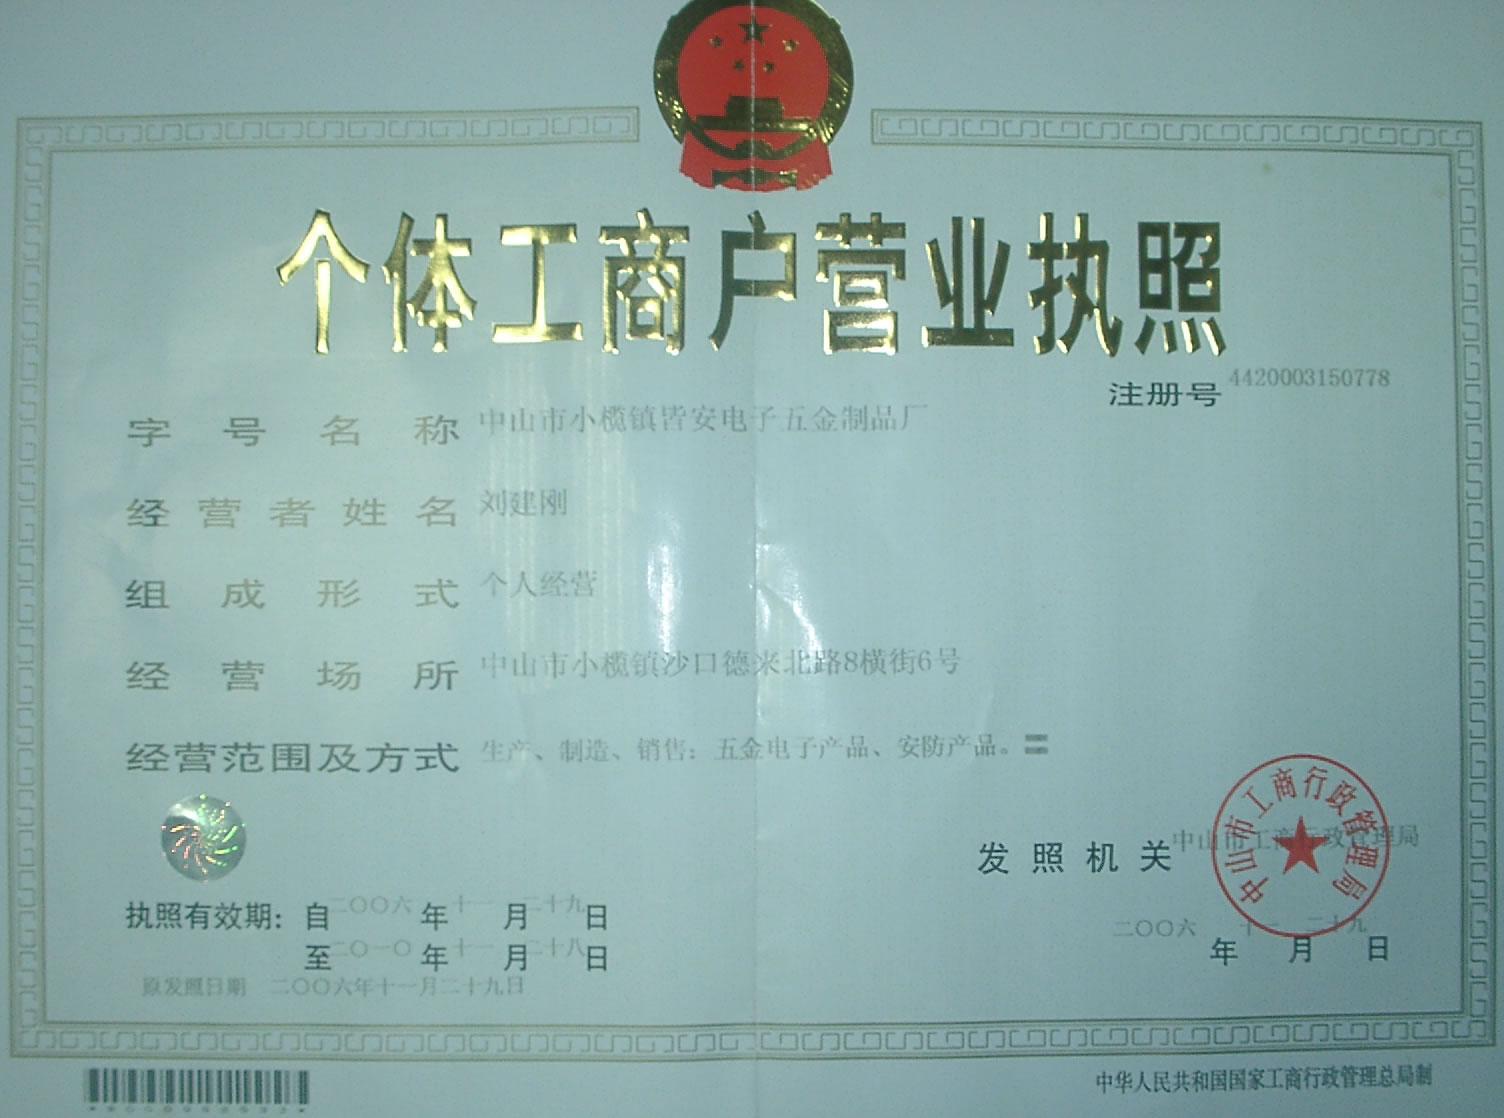 个体工商户营业执照
注册号 4420003150778
字号名称 中山市小榄镇皆安电子五金制品厂
经营者姓名 刘建刚
组成形式 个人经营
经营场所 中山市小榄镇沙口德来北路8横街6号
经营范围及方式 生产、制造、销售：五金电子产品、安防产品。〓
发照机关 中山市工商行政管理局
中山市工商行政管理局
执照有效期：自二〇〇六年十一月二十九日
至二〇一〇年十一月二十八日
二〇〇六年十一月二十九日
原发照日期 二〇〇六年十一月二十九日
中华人民共和国国家工商行政管理总局制